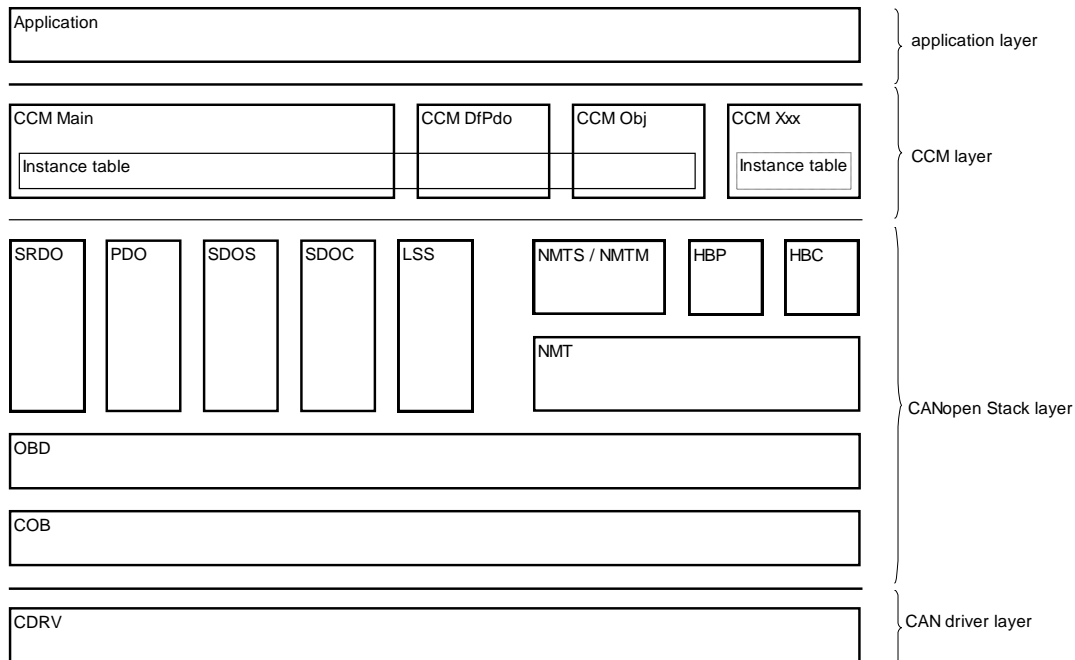 Application
application layer
CCM Main
CCM DfPdo
CCM Obj
CCM Xxx
Instance table
Instance table
CCM layer
SRDO
PDO
SDOS
SDOC
LSS
NMTS / NMTM
HBP
HBC
NMT
CANopen Stack layer
OBD
COB
CDRV
CAN driver layer